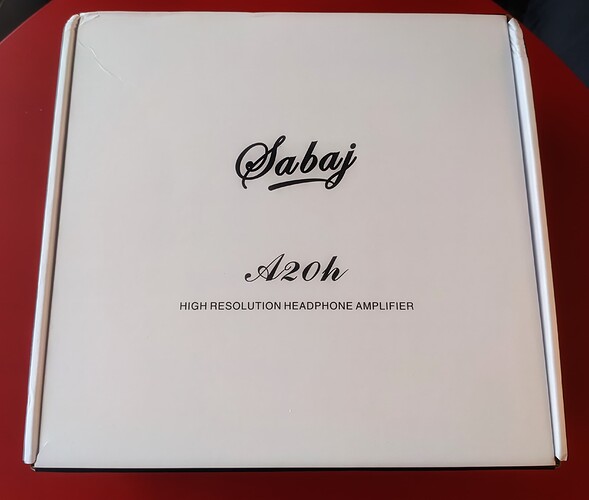 Sabaj
A20h
HIGH RESOLUTION HEADPHONE AMPLIFIER